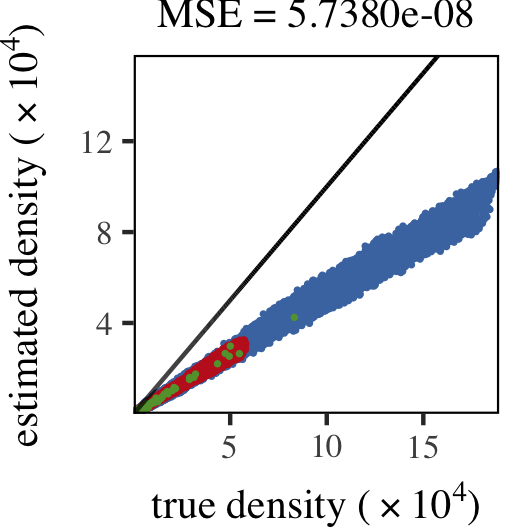 MSE = 5.7380e-08
estimated density ( × 10⁴)
12
8
4
5 10 15
true density ( × 10⁴)